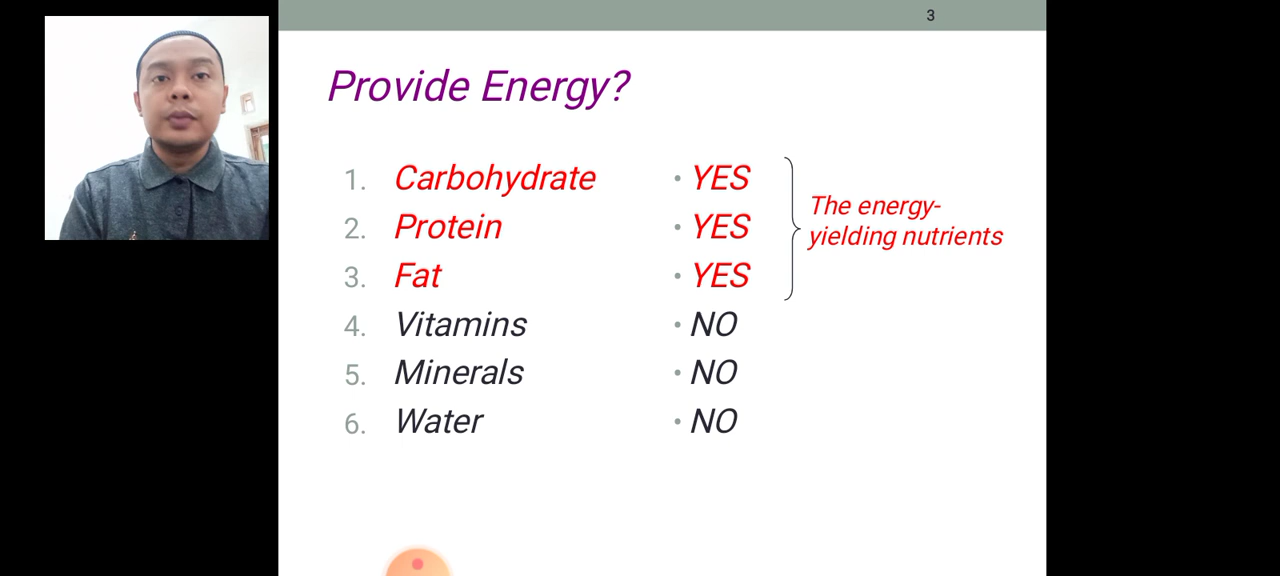 3
Provide Energy?
1. Carbohydrate • YES
2. Protein • YES
3. Fat • YES
The energy-
yielding nutrients
4. Vitamins • NO
5. Minerals • NO
6. Water • NO